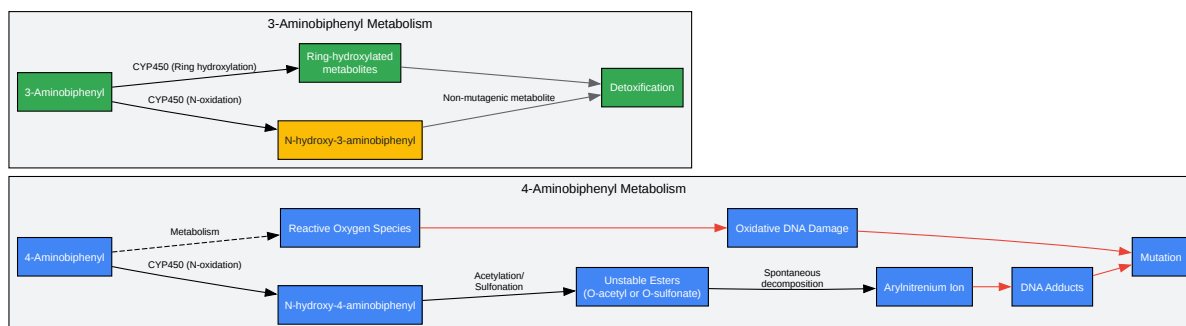 3-Aminobiphenyl Metabolism
CYP450 (Ring hydroxylation)
Ring-hydroxylated
metabolites
3-Aminobiphenyl
Detoxification
CYP450 (N-oxidation)
Non-mutagenic metabolite
N-hydroxy-3-aminobiphenyl
4-Aminobiphenyl Metabolism
Metabolism
Reactive Oxygen Species
Oxidative DNA Damage
4-Aminobiphenyl
Mutation
CYP450 (N-oxidation)
Acetylation/
Sulfonation
Unstable Esters
(O-acetyl or O-sulfonate)
Spontaneous
decomposition
N-hydroxy-4-aminobiphenyl
Arylnitrenium Ion
DNA Adducts